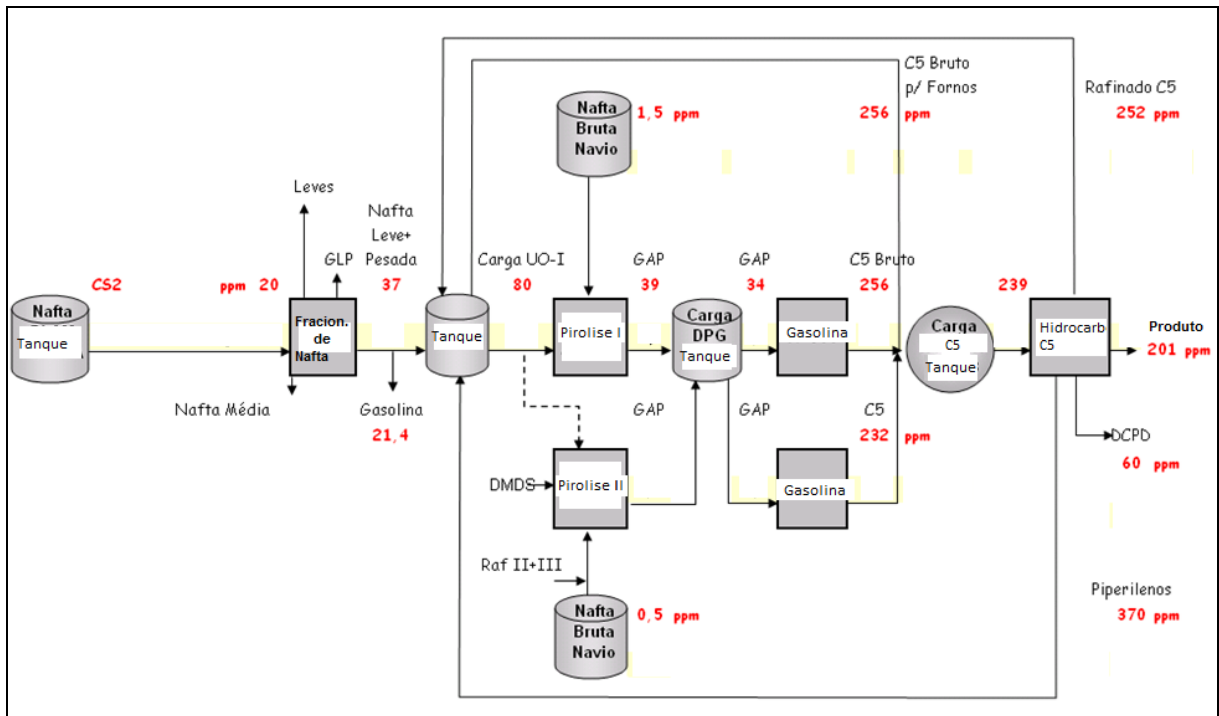 C5 Bruto
p/ Fornos
256 ppm
Rafinado C5
252 ppm
Nafta
Bruta
Navio
1,5 ppm
Leves
GLP
Nafta
Leve+
Pesada
37
Carga UO-I
80
GAP
39
GAP
34
C5 Bruto
256
239
CS2 ppm 20
Nafta
Tanque
Fracion.
de
Nafta
Tanque
Pirolise I
Carga
DPG
Tanque
Gasolina
Carga
C5
Tanque
Hidrocarb
C5
Produto
201 ppm
Nafta Média
Gasolina
21,4
GAP
GAP
C5
232 ppm
DCPD
60 ppm
DMDS
Pirolise II
Gasolina
Raf II+III
Nafta
Bruta
Navio
0,5 ppm
Piperilenos
370 ppm